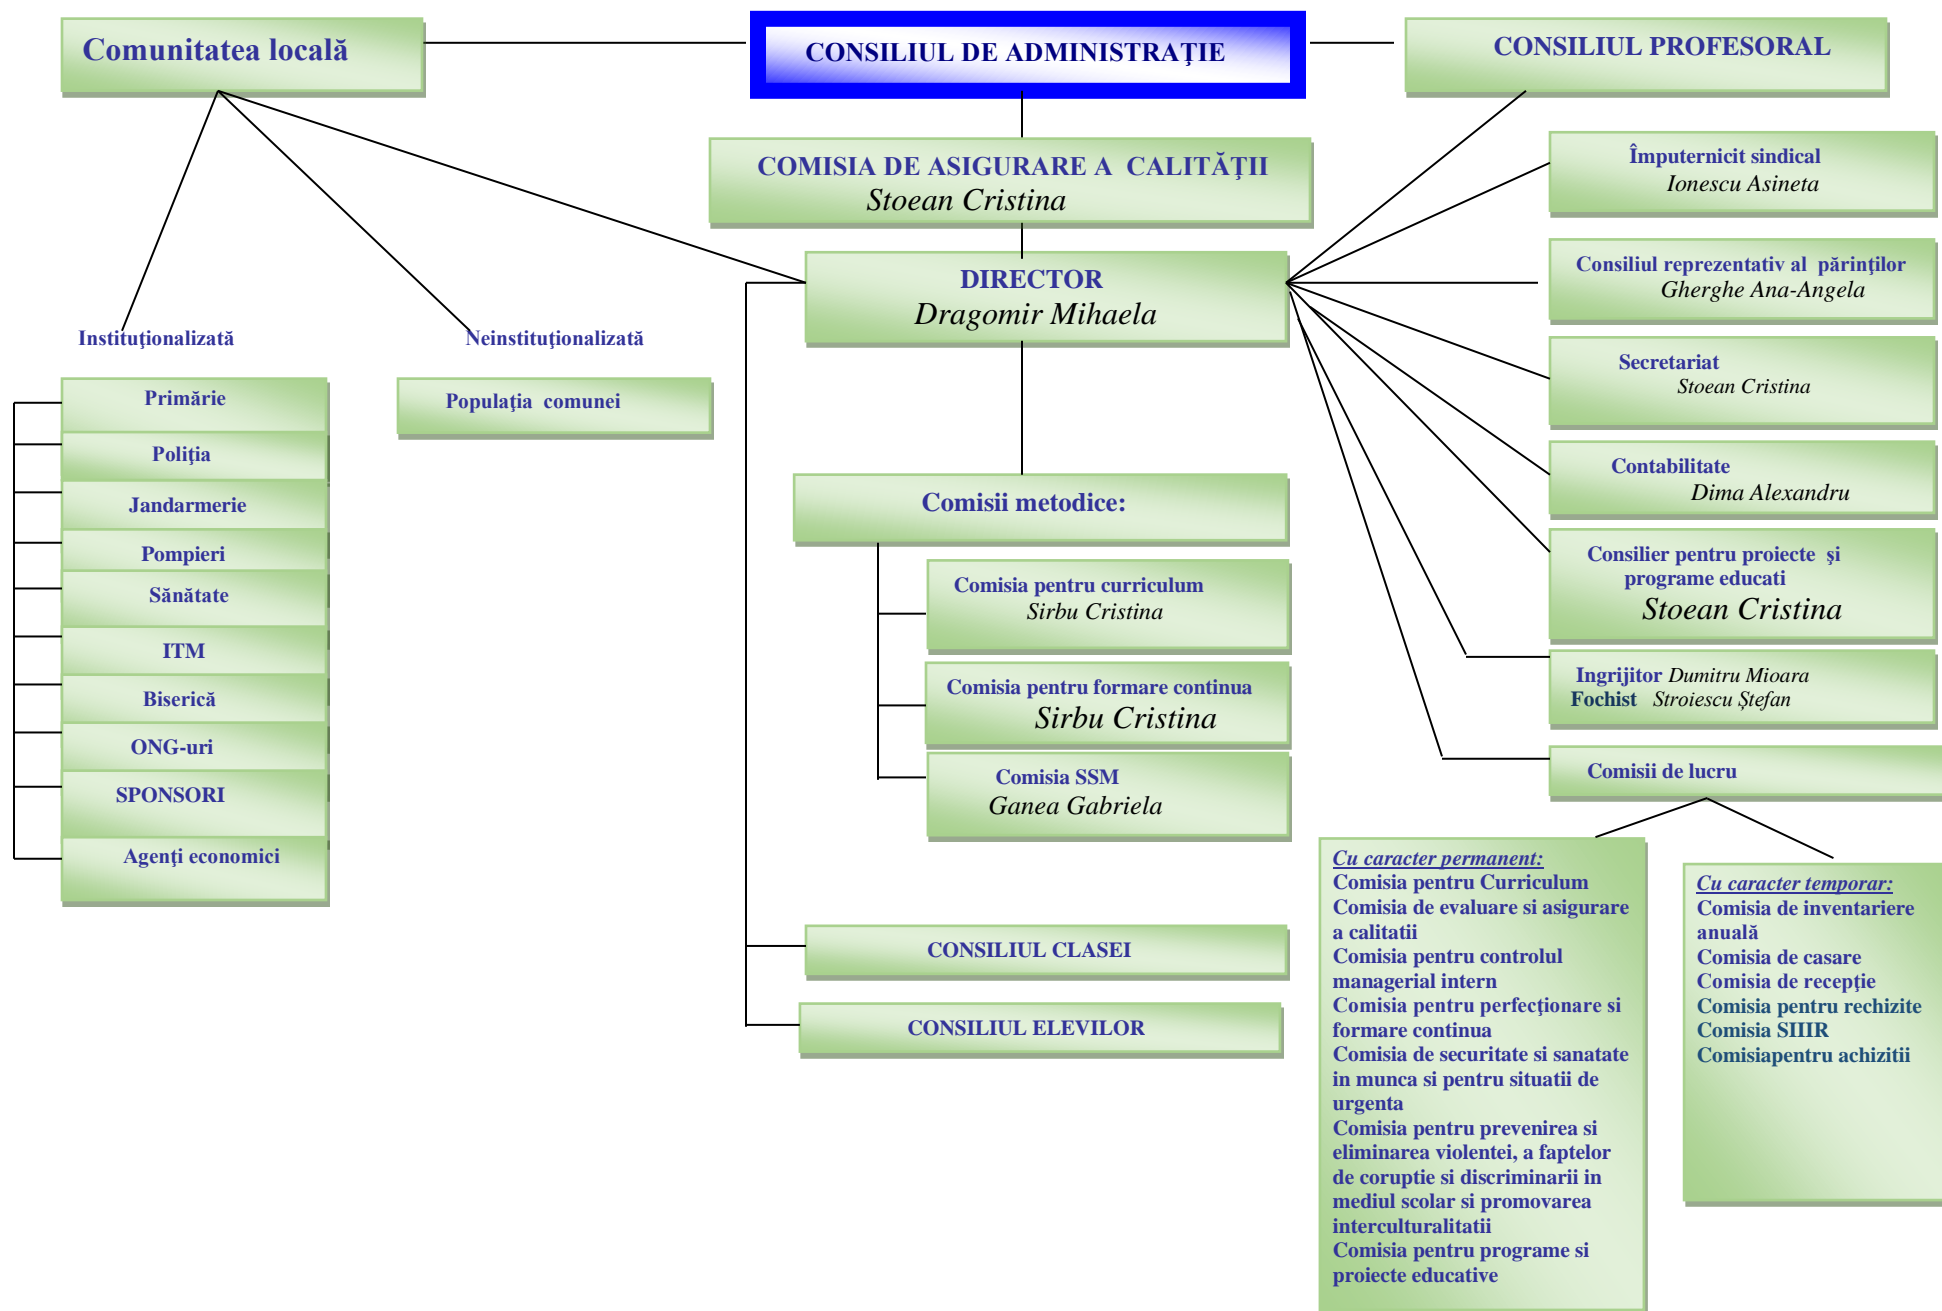 Comunitatea locală
CONSILIUL DE ADMINISTRAŢIE
CONSILIUL PROFESORAL
COMISIA DE ASIGURARE A CALITĂŢII
Stoean Cristina
DIRECTOR
Dragomir Mihaela
Împuternicit sindical
Ionescu Asineta
Consiliul reprezentativ al părinţilor
Gherghe Ana-Angela
Secretariat
Stoean Cristina
Contabilitate
Dima Alexandru
Consilier pentru proiecte şi
programe educati
Stoean Cristina
Ingrijitor Dumitru Mioara
Fochist Stroiescu Ștefan
Comisii de lucru
Instituţionalizată
Neinstituţionalizată
Primărie
Poliţia
Jandarmerie
Pompieri
Sănătate
ITM
Biserică
ONG-uri
SPONSORI
Agenţi economici
Populaţia comunei
Comisii metodice:
Comisia pentru curriculum
Sirbu Cristina
Comisia pentru formare continua
Sirbu Cristina
Comisia SSM
Ganea Gabriela
CONSILIUL CLASEI
CONSILIUL ELEVILOR
Cu caracter permanent:
Comisia pentru Curriculum
Comisia de evaluare si asigurare
a calitatii
Comisia pentru controlul
managerial intern
Comisia pentru perfecţionare si
formare continua
Comisia de securitate si sanatate
in munca si pentru situatii de
urgenta
Comisia pentru prevenirea si
eliminarea violentei, a faptelor
de coruptie si discriminarii in
mediul scolar si promovarea
interculturalitatii
Comisia pentru programe si
proiecte educative
Cu caracter temporar:
Comisia de inventariere
anuală
Comisia de casare
Comisia de recepţie
Comisia pentru rechizite
Comisia SIIIR
Comisiapentru achizitii